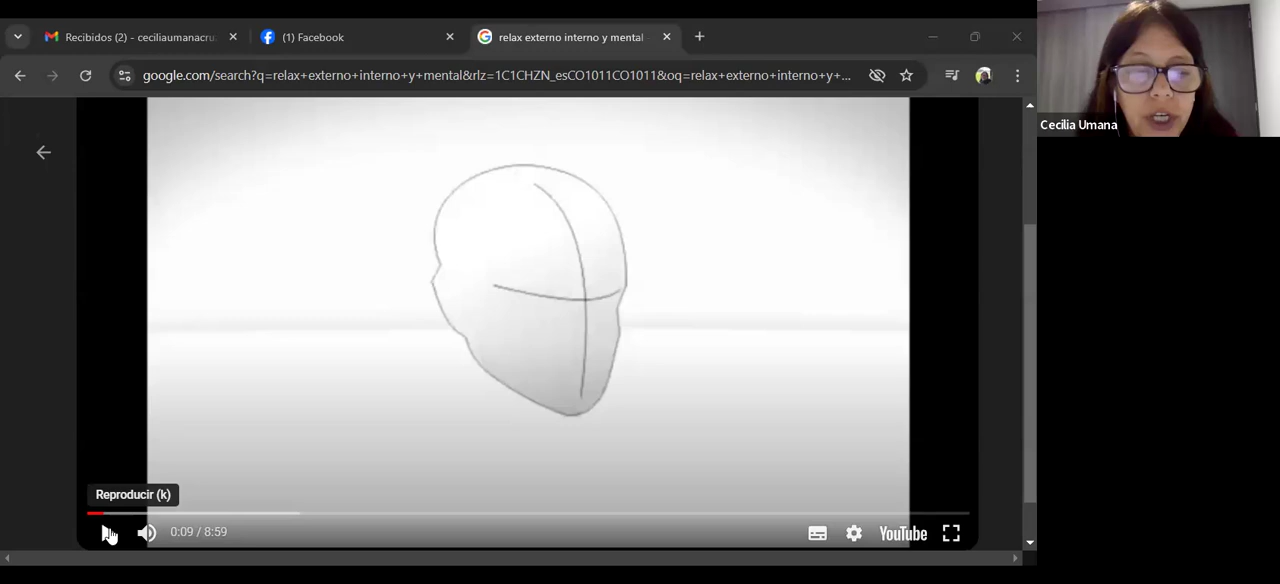 Recibidos (2) - ceciliaumanacru
(1) Facebook
relax externo interno y mental
google.com/search?q=relax+externo+interno+y+mental&rlz=1C1CHZN_esCO1011CO1011&oq=relax+externo+interno+y+...
Cecilia Umana
Reproducir (k)
0:09 / 8:59
YouTube